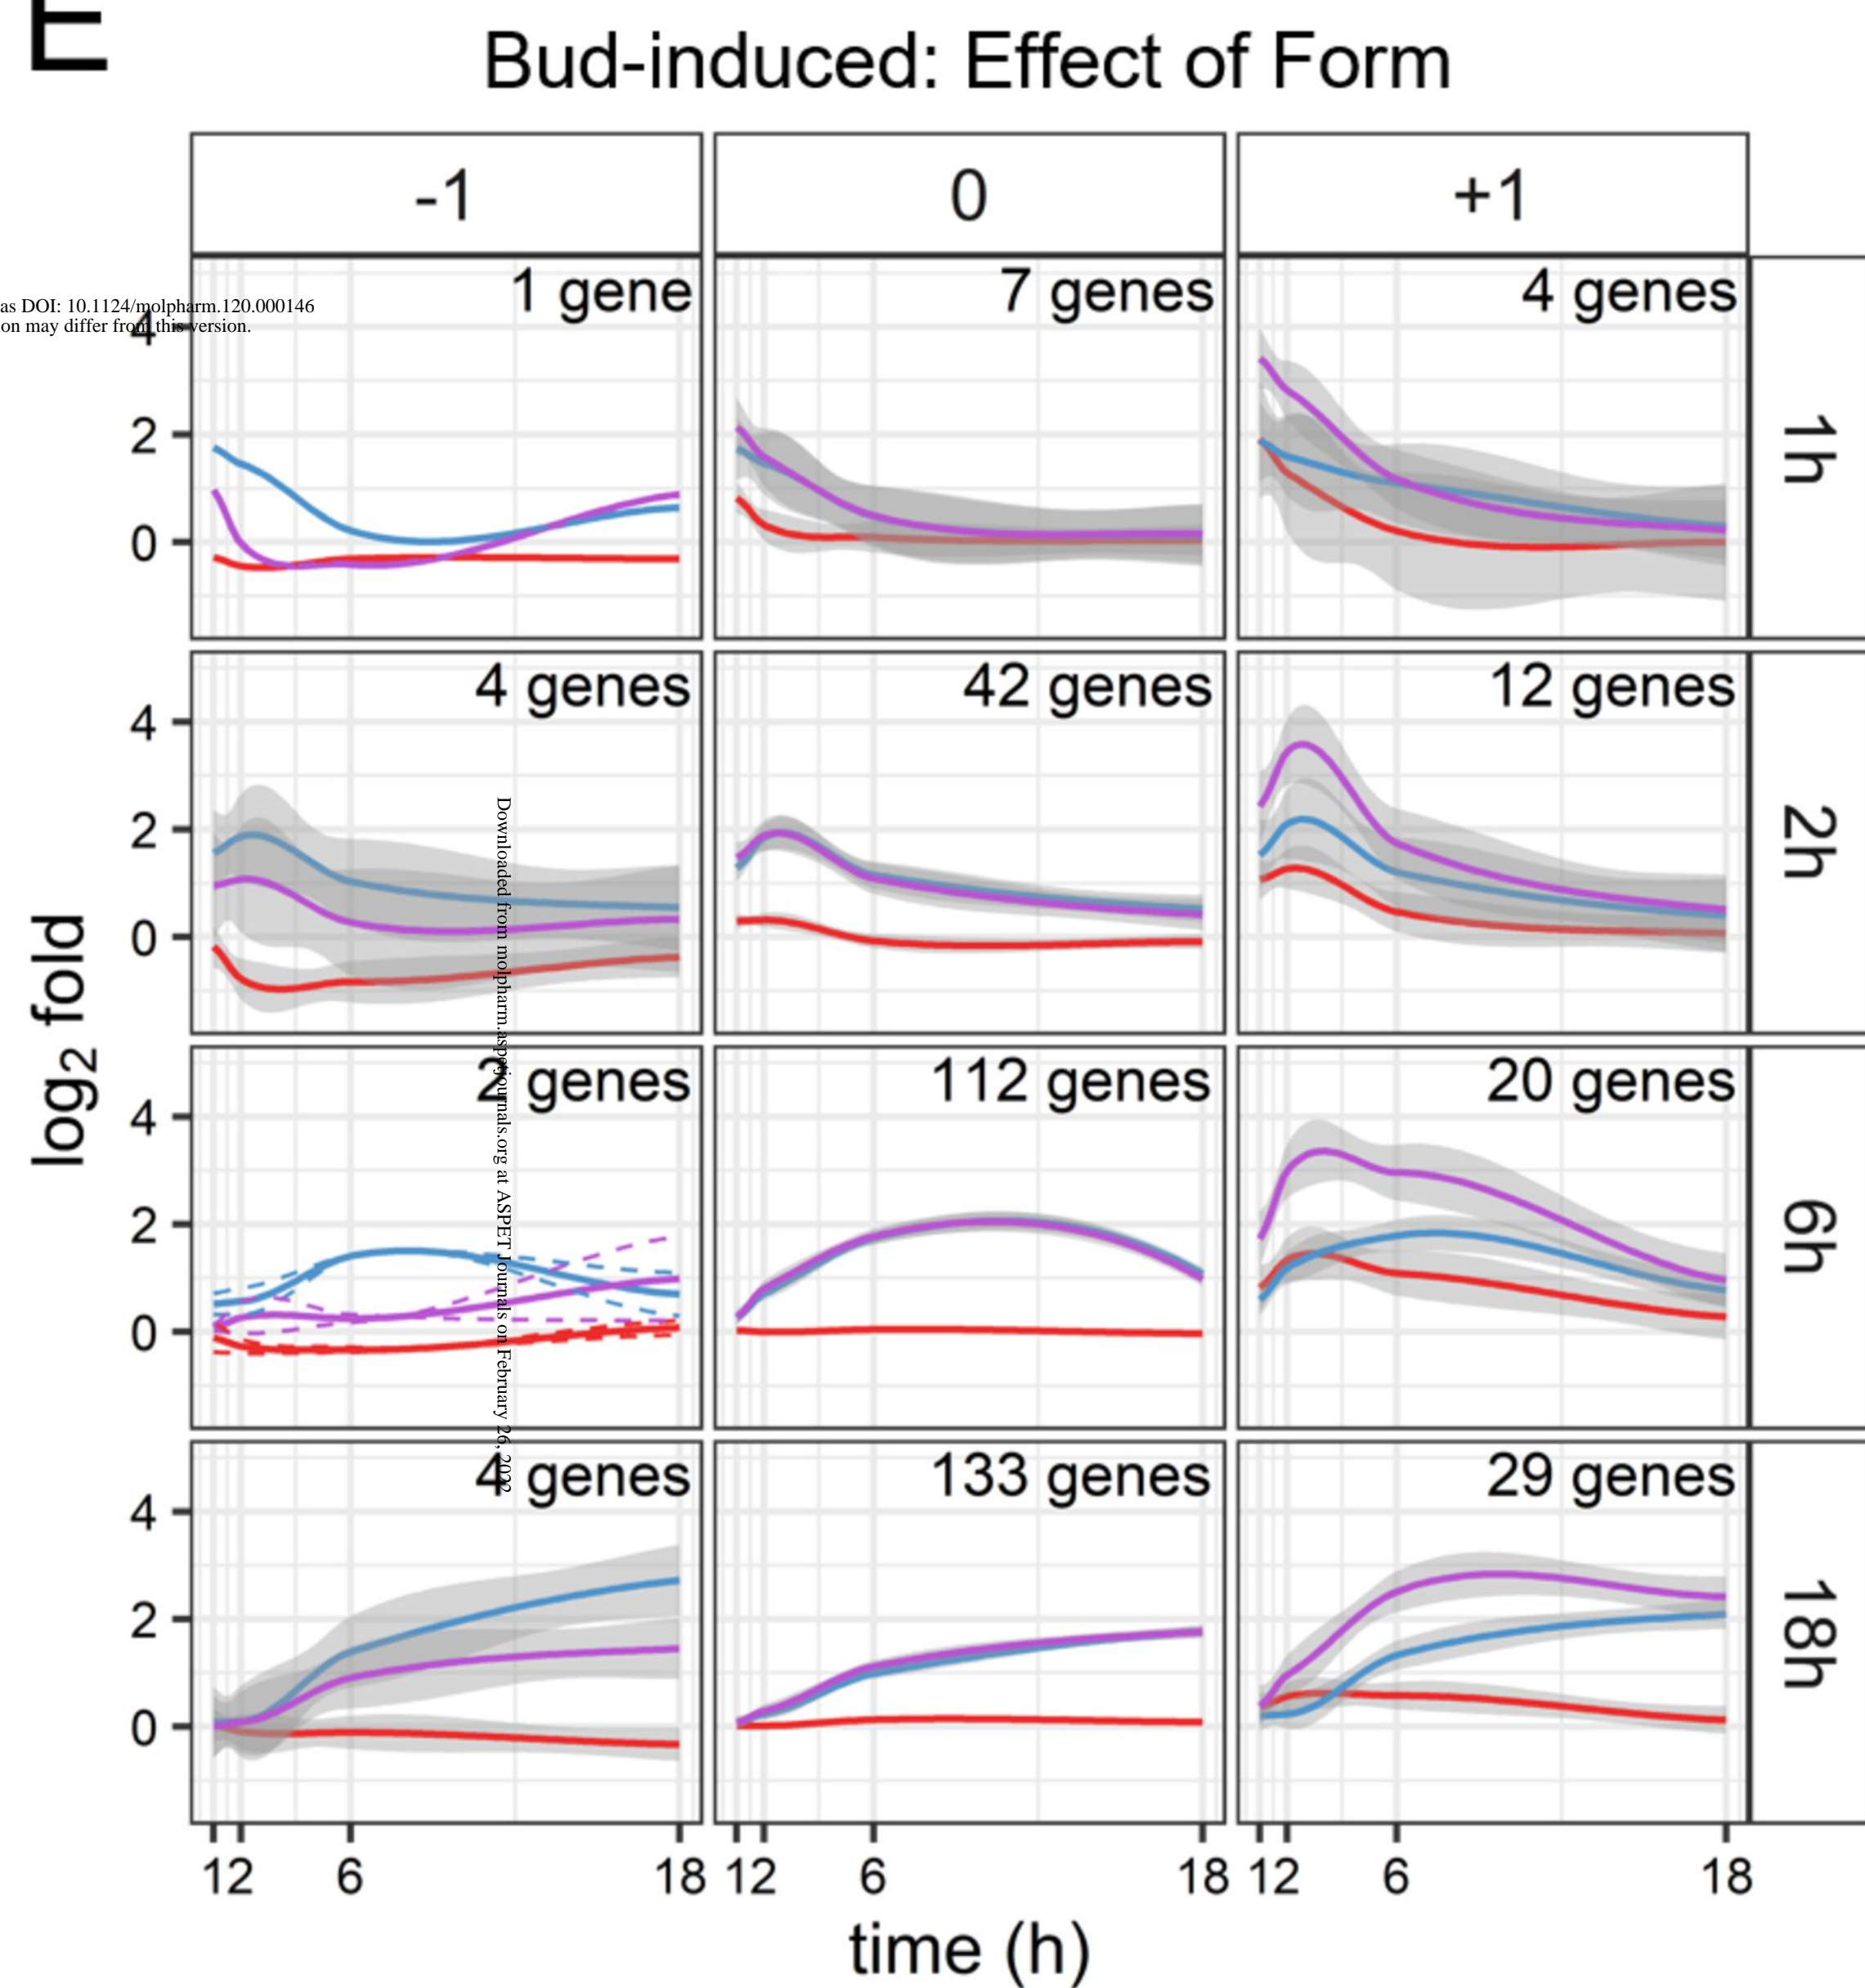 E
Bud-induced: Effect of Form
-1 0 +1
as DOI: 10.1124/molpharm.120.000146
on may differ from this version.
1 gene 7 genes 4 genes
4
2
0
1h
4 genes 42 genes 12 genes
4
2
0
2h
log2 fold
Downloaded from molpharm.aspetjournals.org at ASPET Journals on February 26, 2022
2 genes 112 genes 20 genes
4
2
0
6h
4 genes 133 genes 29 genes
4
2
0
18h
1 2 6 18 1 2 6 18 1 2 6 18
time (h)